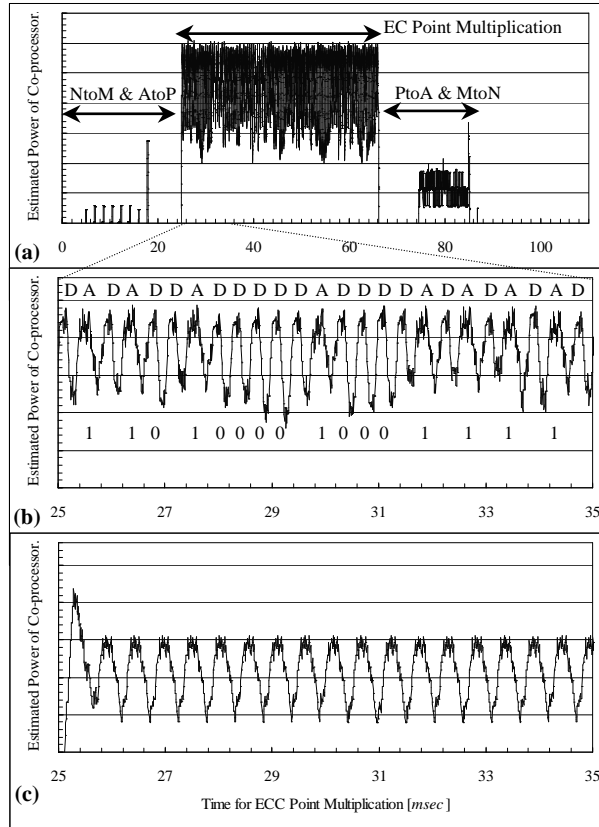 EC Point Multiplication
NtoM & AtoP
PtoA & MtoN
Estimated Power of Co-processor.
(a)
0 20 40 60 80 100
D A D A D D A D D D D D A D D D D A D A D A D A D
Estimated Power of Co-processor.
1 1 0 1 0 0 0 0 1 0 0 0 1 1 1 1
(b)
25 27 29 31 33 35
Estimated Power of Co-processor.
25 27 29 31 33 35
(c)
Time for ECC Point Multiplication [msec]